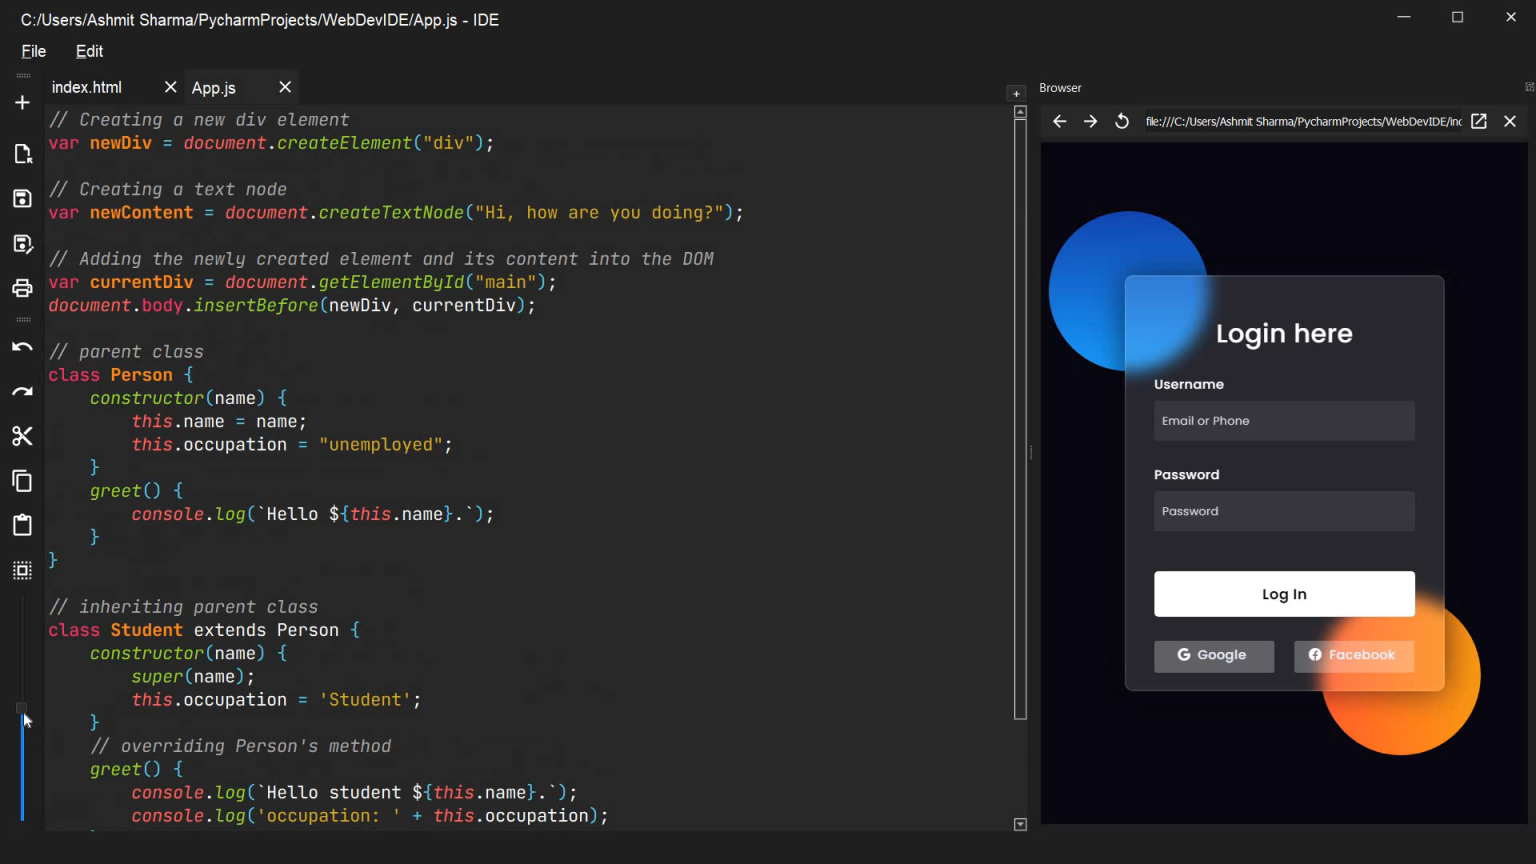 C:/Users/Ashmit Sharma/PycharmProjects/WebDevIDE/App.js - IDE
File Edit
index.html App.js
// Creating a new div element
var newDiv = document.createElement("div");
// Creating a text node
var newContent = document.createTextNode("Hi, how are you doing?");
// Adding the newly created element and its content into the DOM
var currentDiv = document.getElementById("main");
document.body.insertBefore(newDiv, currentDiv);
// parent class
class Person {
    constructor(name) {
        this.name = name;
        this.occupation = "unemployed";
    }
    greet() {
        console.log(`Hello ${this.name}.`);
    }
}
// inheriting parent class
class Student extends Person {
    constructor(name) {
        super(name);
        this.occupation = 'Student';
    }
    // overriding Person's method
    greet() {
        console.log(`Hello student ${this.name}.`);
        console.log('occupation: ' + this.occupation);
Browser
file:///C:/Users/Ashmit Sharma/PycharmProjects/WebDevIDE/
Login here
Username
Email or Phone
Password
Password
Log In
Google Facebook